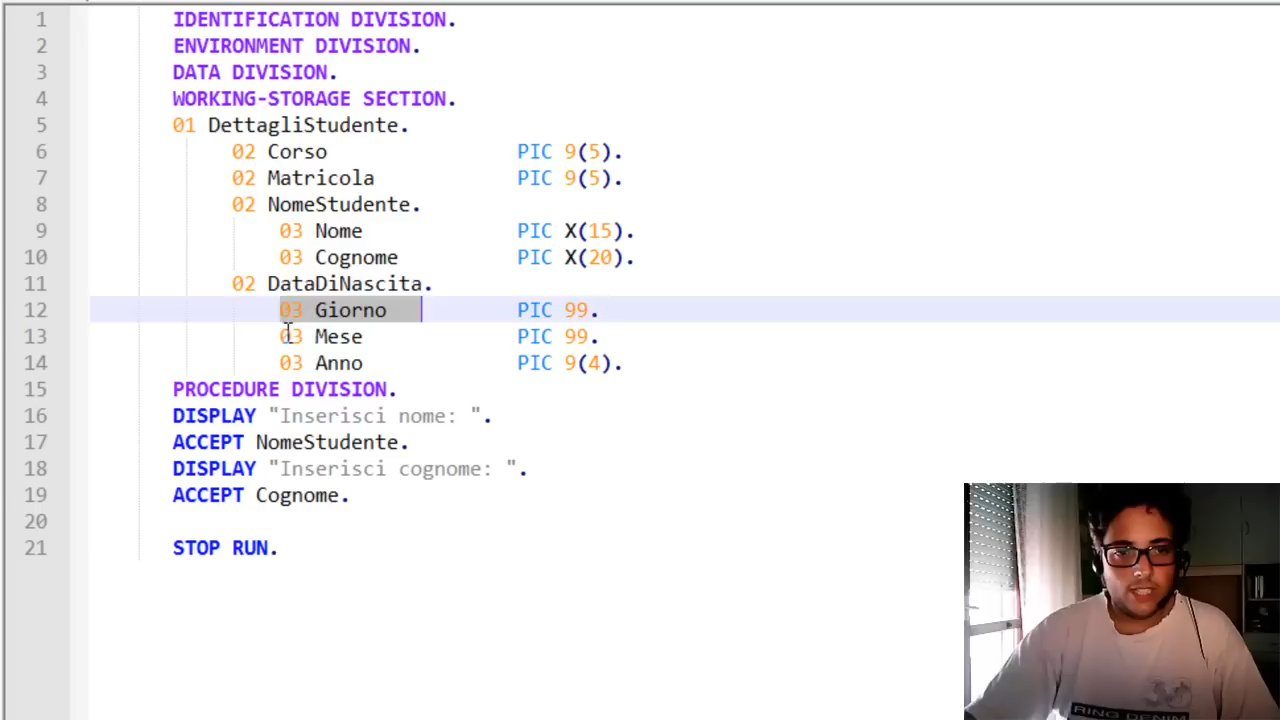 1 IDENTIFICATION DIVISION.
2 ENVIRONMENT DIVISION.
3 DATA DIVISION.
4 WORKING-STORAGE SECTION.
5 01 DettagliStudente.
6 02 Corso PIC 9(5).
7 02 Matricola PIC 9(5).
8 02 NomeStudente.
9 03 Nome PIC X(15).
10 03 Cognome PIC X(20).
11 02 DataDiNascita.
12 03 Giorno PIC 99.
13 03 Mese PIC 99.
14 03 Anno PIC 9(4).
15 PROCEDURE DIVISION.
16 DISPLAY "Inserisci nome: ".
17 ACCEPT NomeStudente.
18 DISPLAY "Inserisci cognome: ".
19 ACCEPT Cognome.
20
21 STOP RUN.
RING DENIM